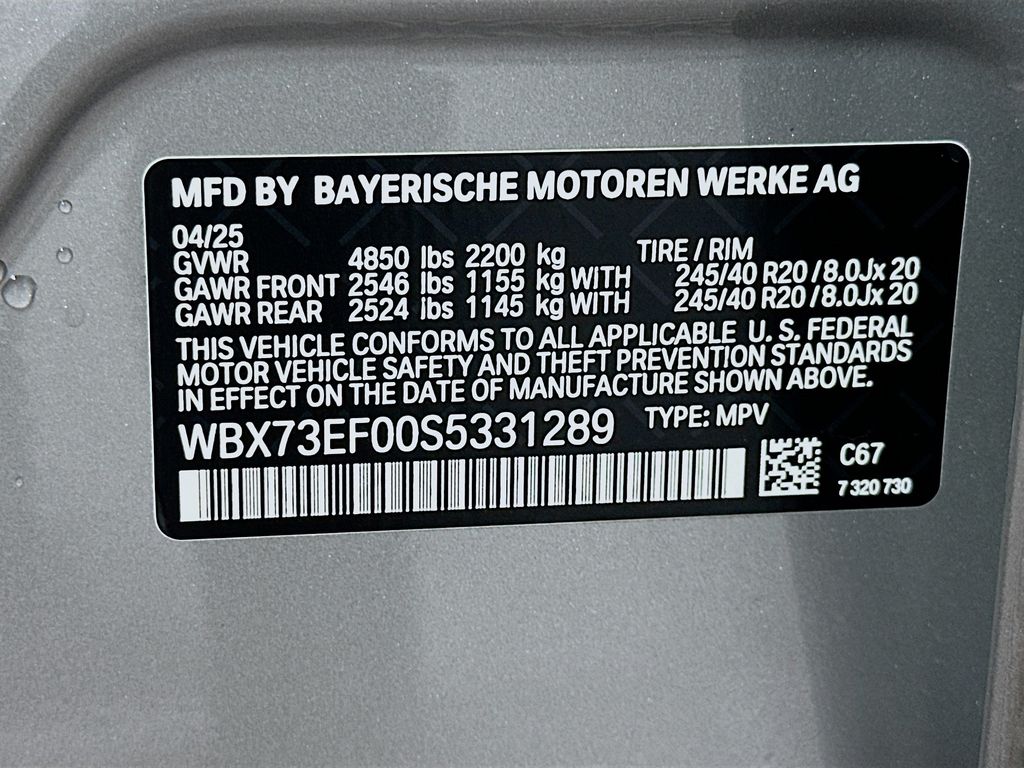 MFD BY BAYERISCHE MOTOREN WERKE AG
04/25
GVWR 4850 lbs 2200 kg TIRE / RIM
GAWR FRONT 2546 lbs 1155 kg WITH 245/40 R20 / 8.0Jx 20
GAWR REAR 2524 lbs 1145 kg WITH 245/40 R20 / 8.0Jx 20
THIS VEHICLE CONFORMS TO ALL APPLICABLE U. S. FEDERAL
MOTOR VEHICLE SAFETY AND THEFT PREVENTION STANDARDS
IN EFFECT ON THE DATE OF MANUFACTURE SHOWN ABOVE.
WBX73EF00S5331289 TYPE: MPV
C67
7 320 730